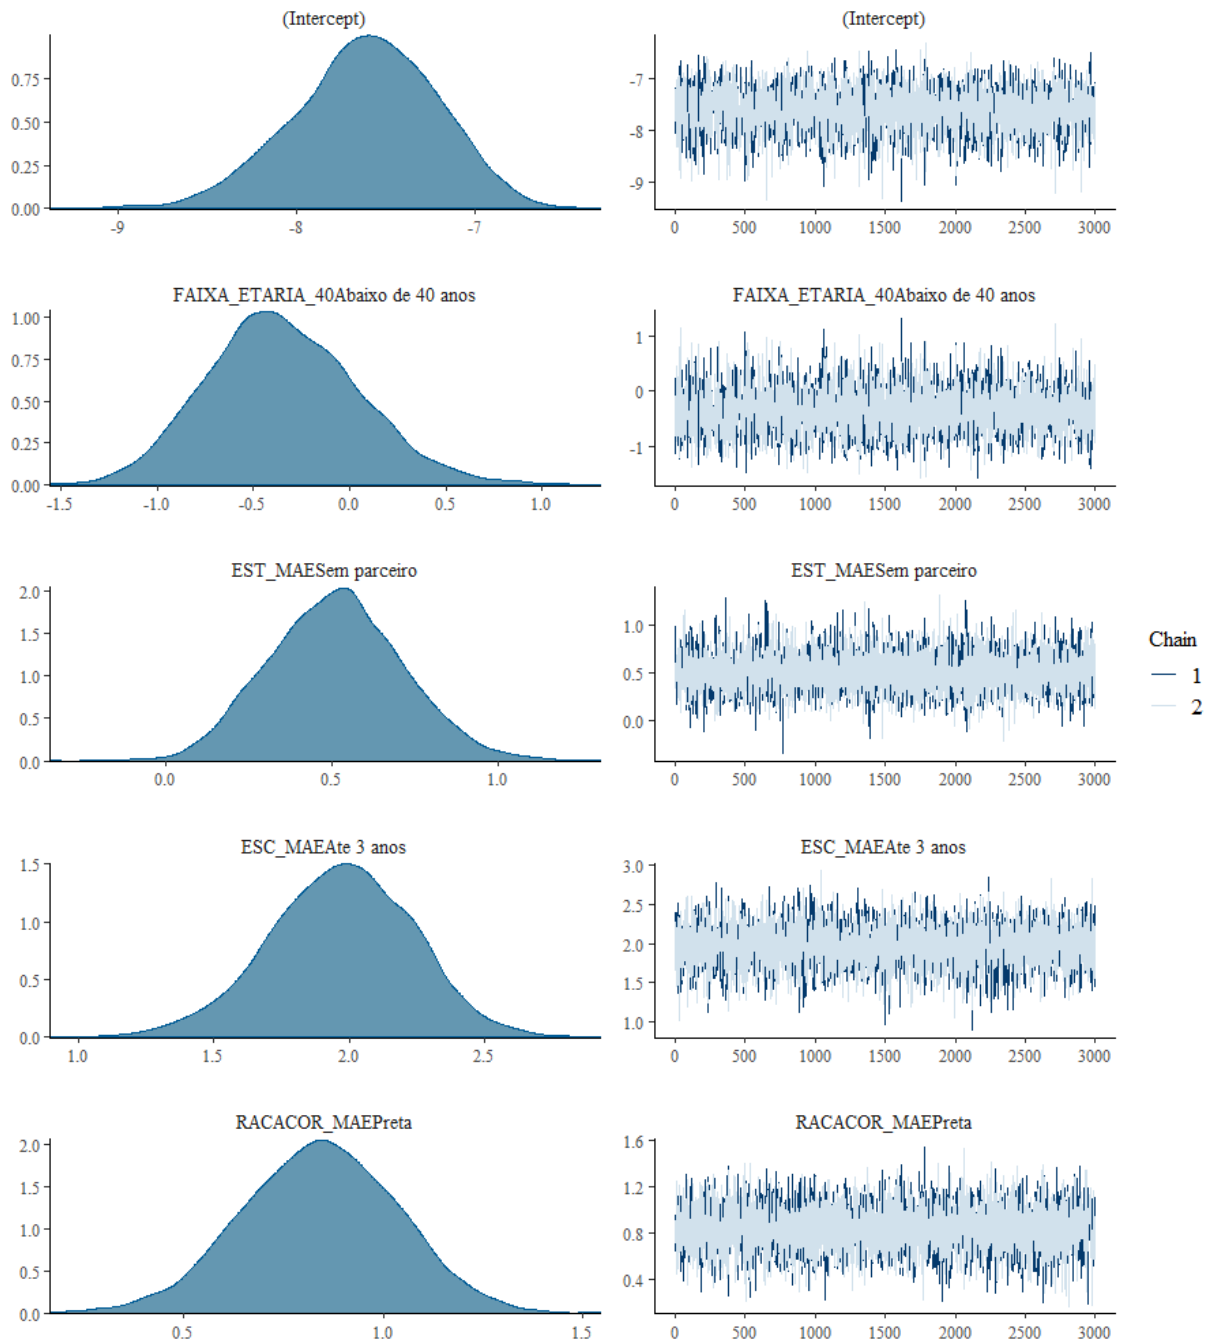 (Intercept) (Intercept)
0.75
0.50
0.25
0.00
-9 -8 -7
-7
-8
-9
0 500 1000 1500 2000 2500 3000
FAIXA_ETARIA_40Abaixo de 40 anos FAIXA_ETARIA_40Abaixo de 40 anos
1.00
0.75
0.50
0.25
0.00
-1.5 -1.0 -0.5 0.0 0.5 1.0
1
0
-1
0 500 1000 1500 2000 2500 3000
EST_MAESem parceiro EST_MAESem parceiro
2.0
1.5
1.0
0.5
0.0
0.0 0.5 1.0
1.0
0.5
0.0
0 500 1000 1500 2000 2500 3000
Chain
1
2
ESC_MAEAte 3 anos ESC_MAEAte 3 anos
1.5
1.0
0.5
0.0
1.0 1.5 2.0 2.5
3.0
2.5
2.0
1.5
1.0
0 500 1000 1500 2000 2500 3000
RACACOR_MAEPreta RACACOR_MAEPreta
2.0
1.5
1.0
0.5
0.0
0.5 1.0 1.5
1.6
1.2
0.8
0.4
0 500 1000 1500 2000 2500 3000